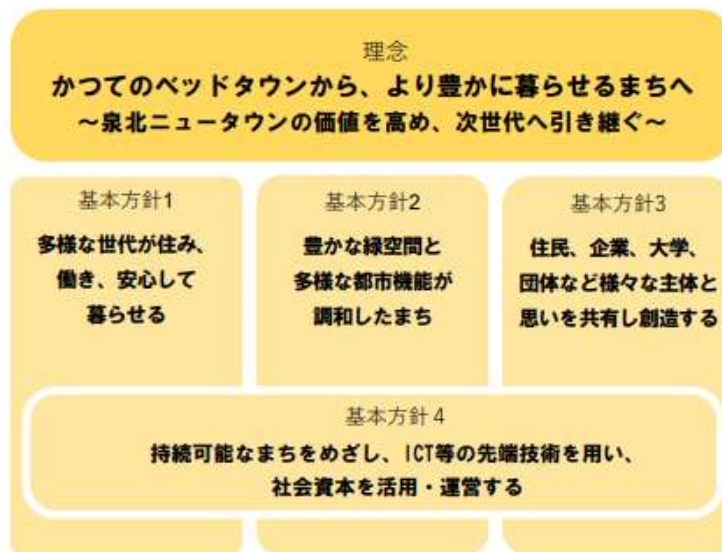 理念
かつてのベッドタウンから、より豊かに暮らせるまちへ
～泉北ニュータウンの価値を高め、次世代へ引き継ぐ～
基本方針1
多様な世代が住み、
働き、安心して
暮らせる
基本方針2
豊かな緑空間と
多様な都市機能が
調和したまち
基本方針3
住民、企業、大学、
団体など様々な主体と
思いを共有し創造する
基本方針４
持続可能なまちをめざし、ICT等の先端技術を用い、
社会資本を活用・運営する